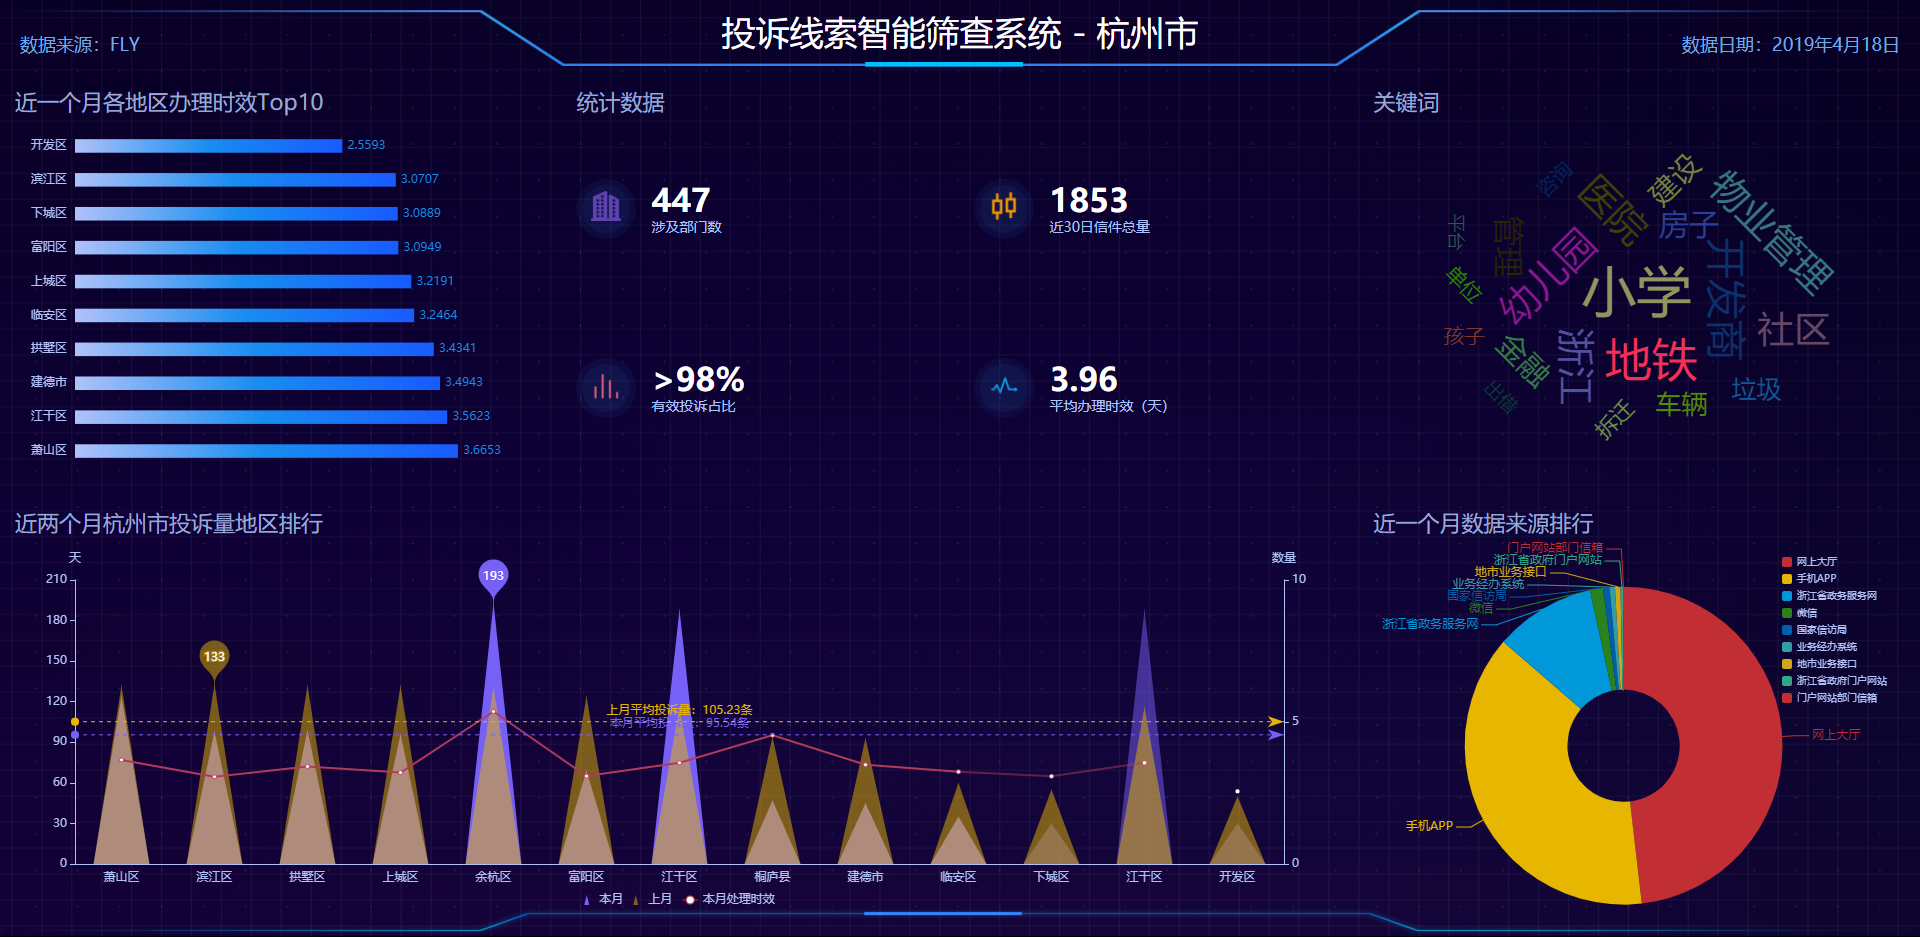 投诉线索智能筛查系统 - 杭州市
数据来源：FLY
数据日期：2019年4月18日
近一个月各地区办理时效Top10
开发区 2.5593
滨江区 3.0707
下城区 3.0889
富阳区 3.0949
上城区 3.2191
临安区 3.2464
拱墅区 3.4341
建德市 3.4943
江干区 3.5623
萧山区 3.6653
统计数据
447
涉及部门数
1853
近30日信件总量
>98%
有效投诉占比
3.96
平均办理时效（天）
关键词
咨询
医院
建设
物业管理
平台
管理
房子
幼儿园
开发商
单位
小学
孩子
浙江
社区
金融
地铁
垃圾
出借
车辆
拆迁
近两个月杭州市投诉量地区排行
天
数量
210
180
150
120
90
60
30
0
10
5
0
193
133
上月平均投诉量：105.23条
本月平均投诉量：95.54条
萧山区 滨江区 拱墅区 上城区 余杭区 富阳区 江干区 桐庐县 建德市 临安区 下城区 江干区 开发区
本月 上月 本月处理时效
近一个月数据来源排行
门户网站部门信箱
浙江省政府门户网站
地市业务接口
业务经办系统
国家信访局
微信
浙江省政务服务网
手机APP
网上大厅
网上大厅
手机APP
浙江省政务服务网
微信
国家信访局
业务经办系统
地市业务接口
浙江省政府门户网站
门户网站部门信箱